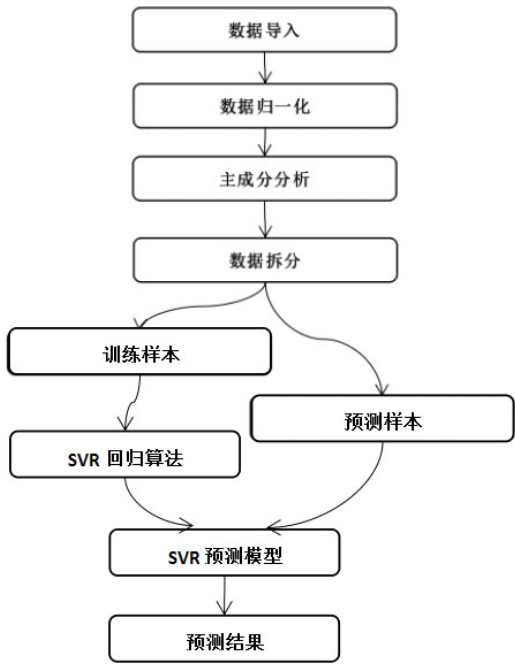 数据导入
数据归一化
主成分分析
数据拆分
训练样本
预测样本
SVR 回归算法
SVR 预测模型
预测结果